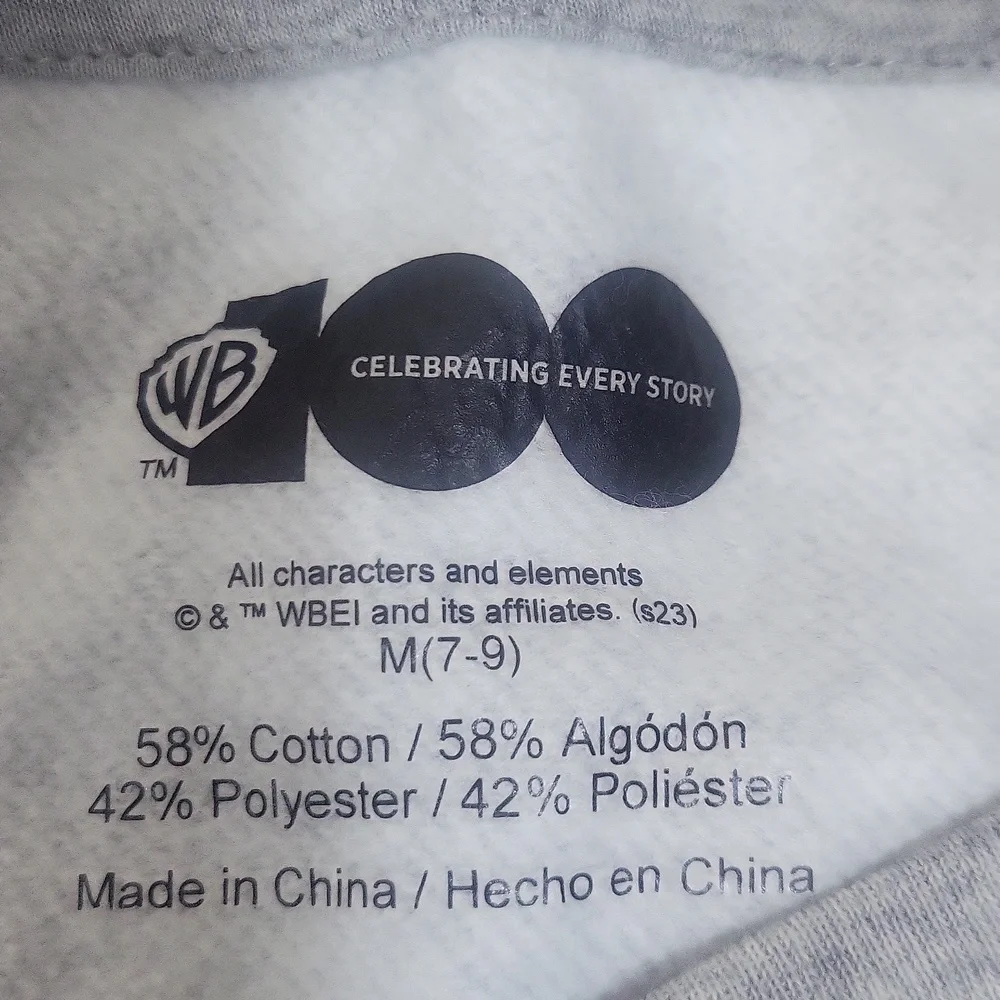 100
WB
CELEBRATING EVERY STORY
TM
All characters and elements
© & ™ WBEI and its affiliates. (s23)
M(7-9)
58% Cotton / 58% Algódón
42% Polyester / 42% Poliéster
Made in China / Hecho en China